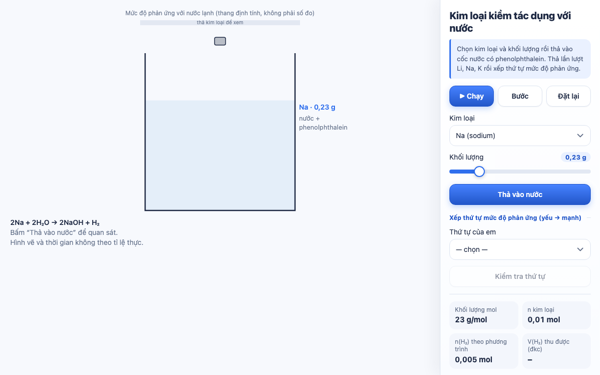 Mức độ phản ứng với nước lạnh (thang định tính, không phải số đo)
thả kim loại để xem
Na · 0,23 g
nước +
phenolphthalein
2Na + 2H₂O → 2NaOH + H₂
Bấm "Thả vào nước" để quan sát.
Hình vẽ và thời gian không theo tỉ lệ thực.
Kim loại kiềm tác dụng với
nước
Chọn kim loại và khối lượng rồi thả vào
cốc nước có phenolphthalein. Thả lần lượt
Li, Na, K rồi xếp thứ tự mức độ phản ứng.
▶ Chạy
Bước
Đặt lại
Kim loại
Na (sodium)
Khối lượng
0,23 g
Thả vào nước
Xếp thứ tự mức độ phản ứng (yếu → mạnh)
Thứ tự của em
— chọn —
Kiểm tra thứ tự
Khối lượng mol
23 g/mol
n kim loại
0,01 mol
n(H₂) theo phương
trình
0,005 mol
V(H₂) thu được
(đkc)
–